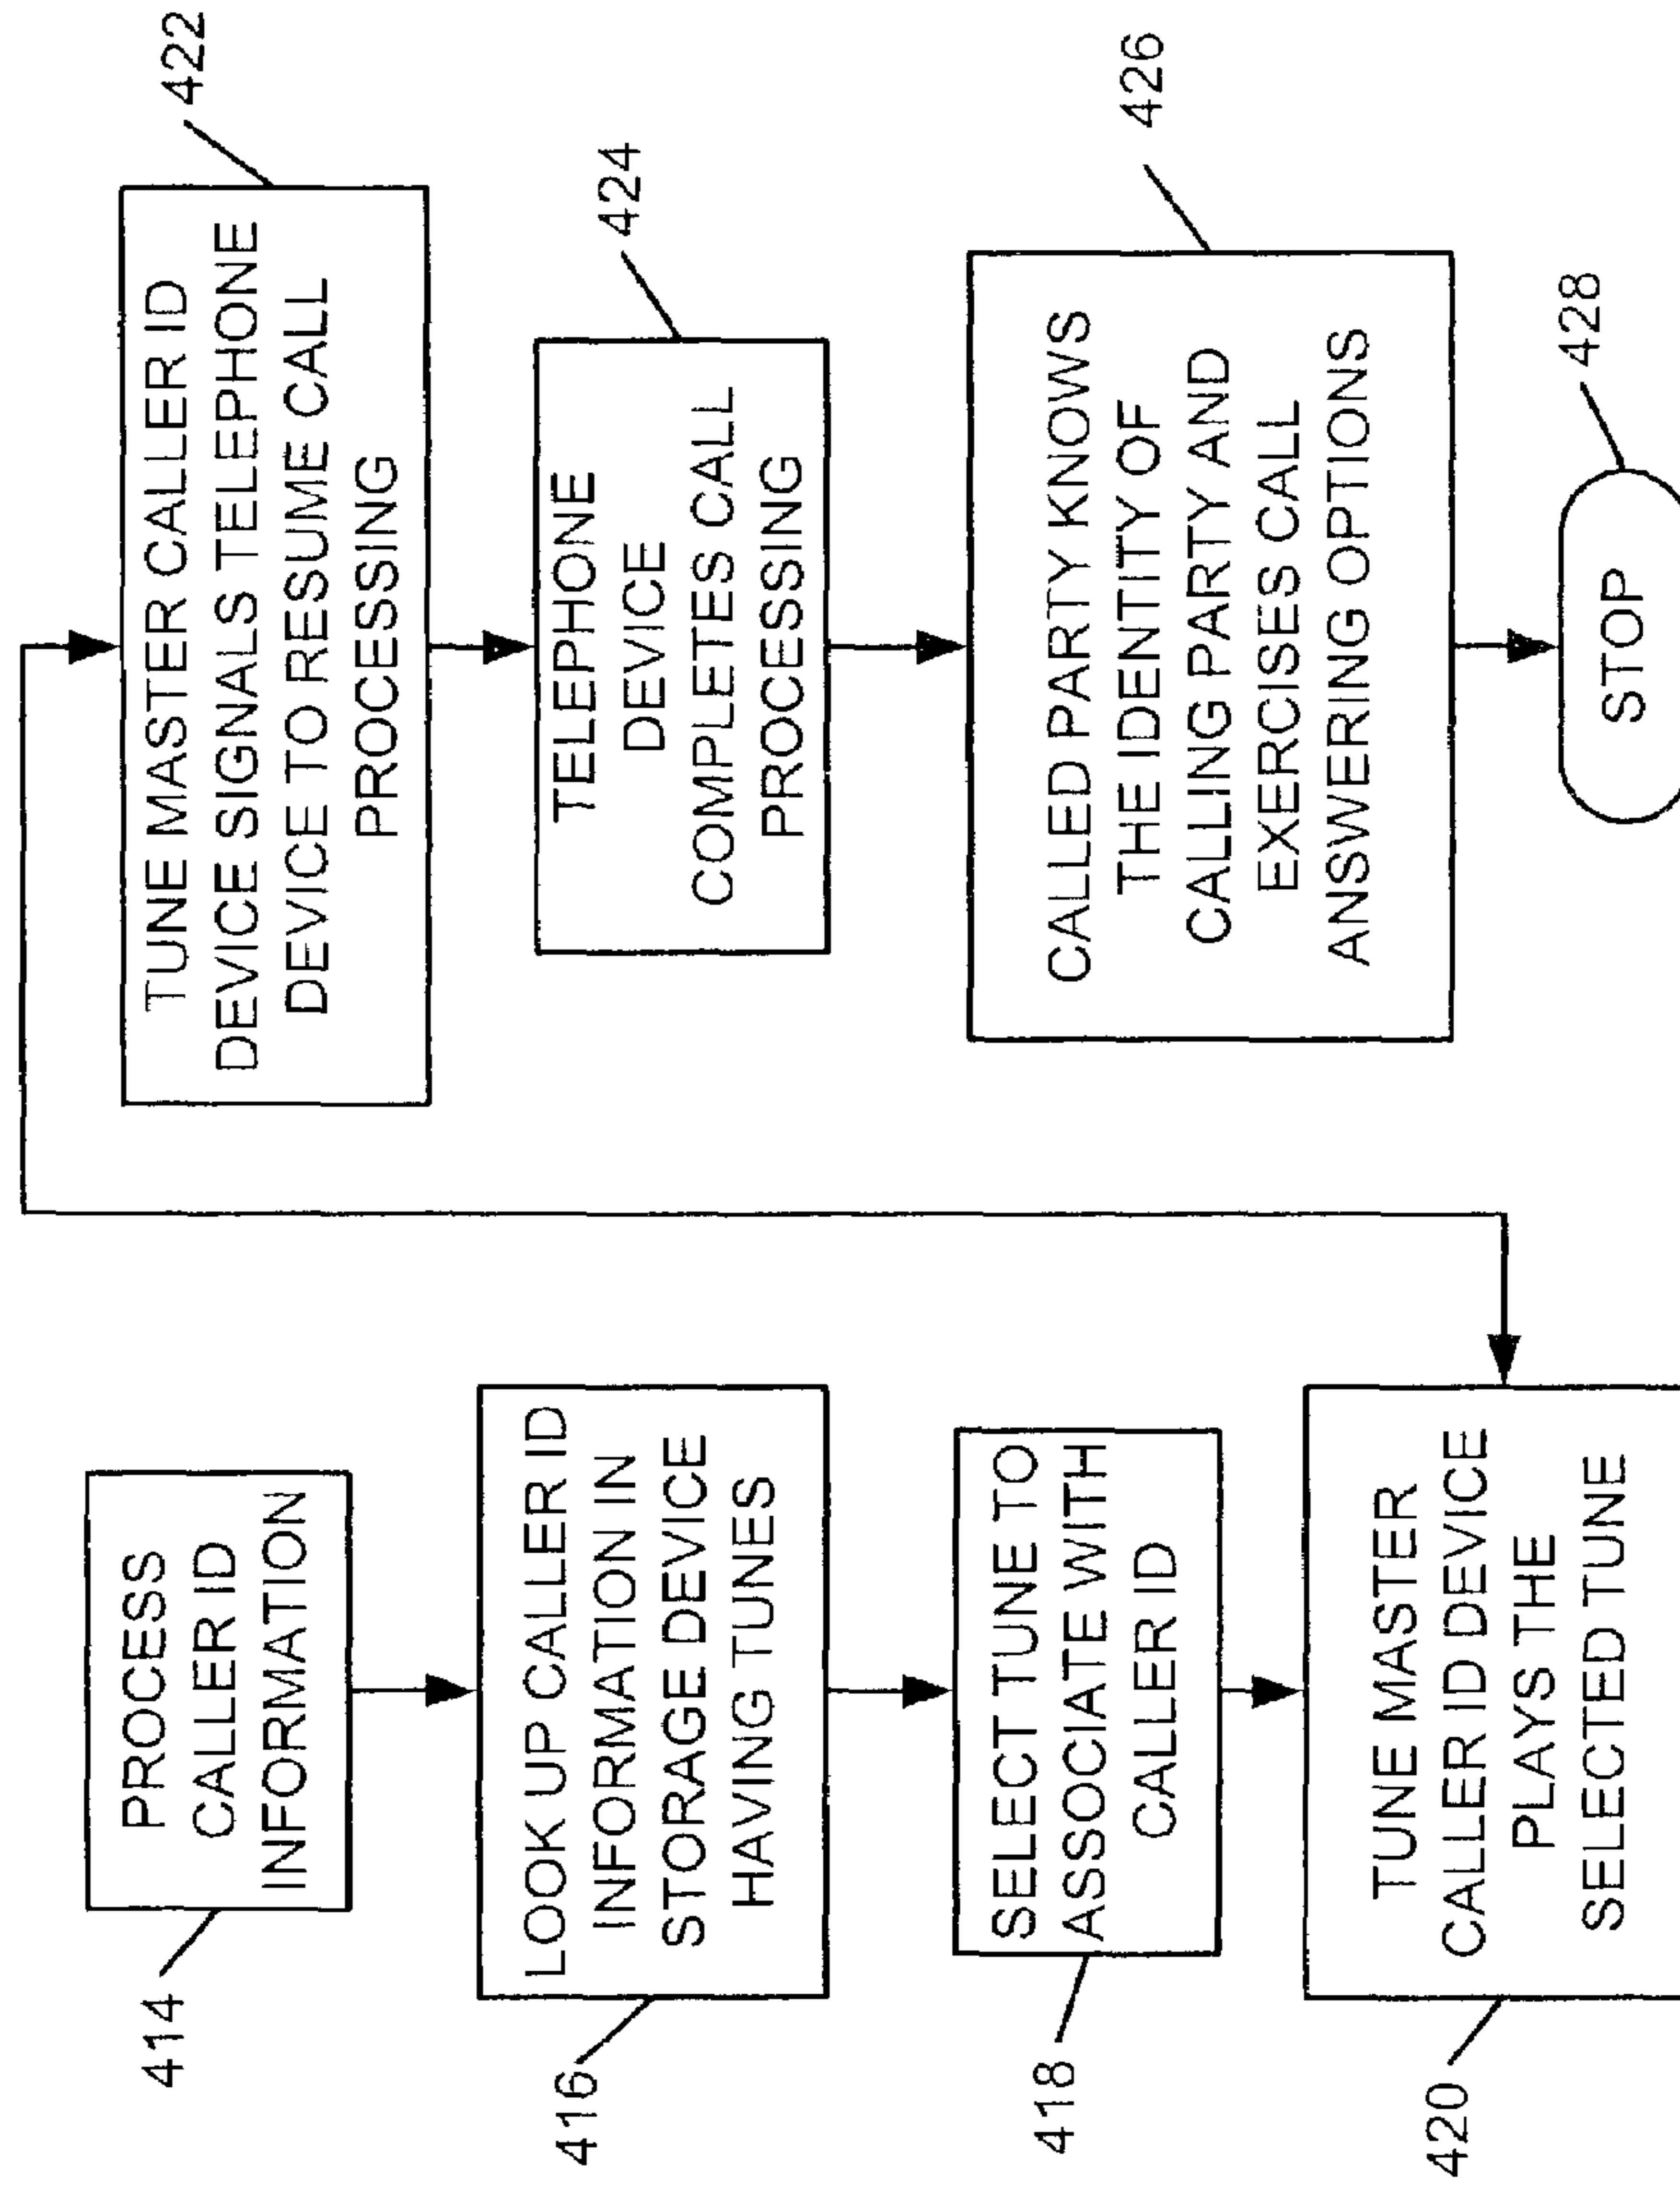 414
PROCESS
CALLER ID
INFORMATION
416
LOOK UP CALLER ID
INFORMATION IN
STORAGE DEVICE
HAVING TUNES
418
SELECT TUNE TO
ASSOCIATE WITH
CALLER ID
420
TUNE MASTER
CALLER ID DEVICE
PLAYS THE
SELECTED TUNE
422
TUNE MASTER CALLER ID
DEVICE SIGNALS TELEPHONE
DEVICE TO RESUME CALL
PROCESSING
424
TELEPHONE
DEVICE
COMPLETES CALL
PROCESSING
426
CALLED PARTY KNOWS
THE IDENTITY OF
CALLING PARTY AND
EXERCISES CALL
ANSWERING OPTIONS
428
STOP